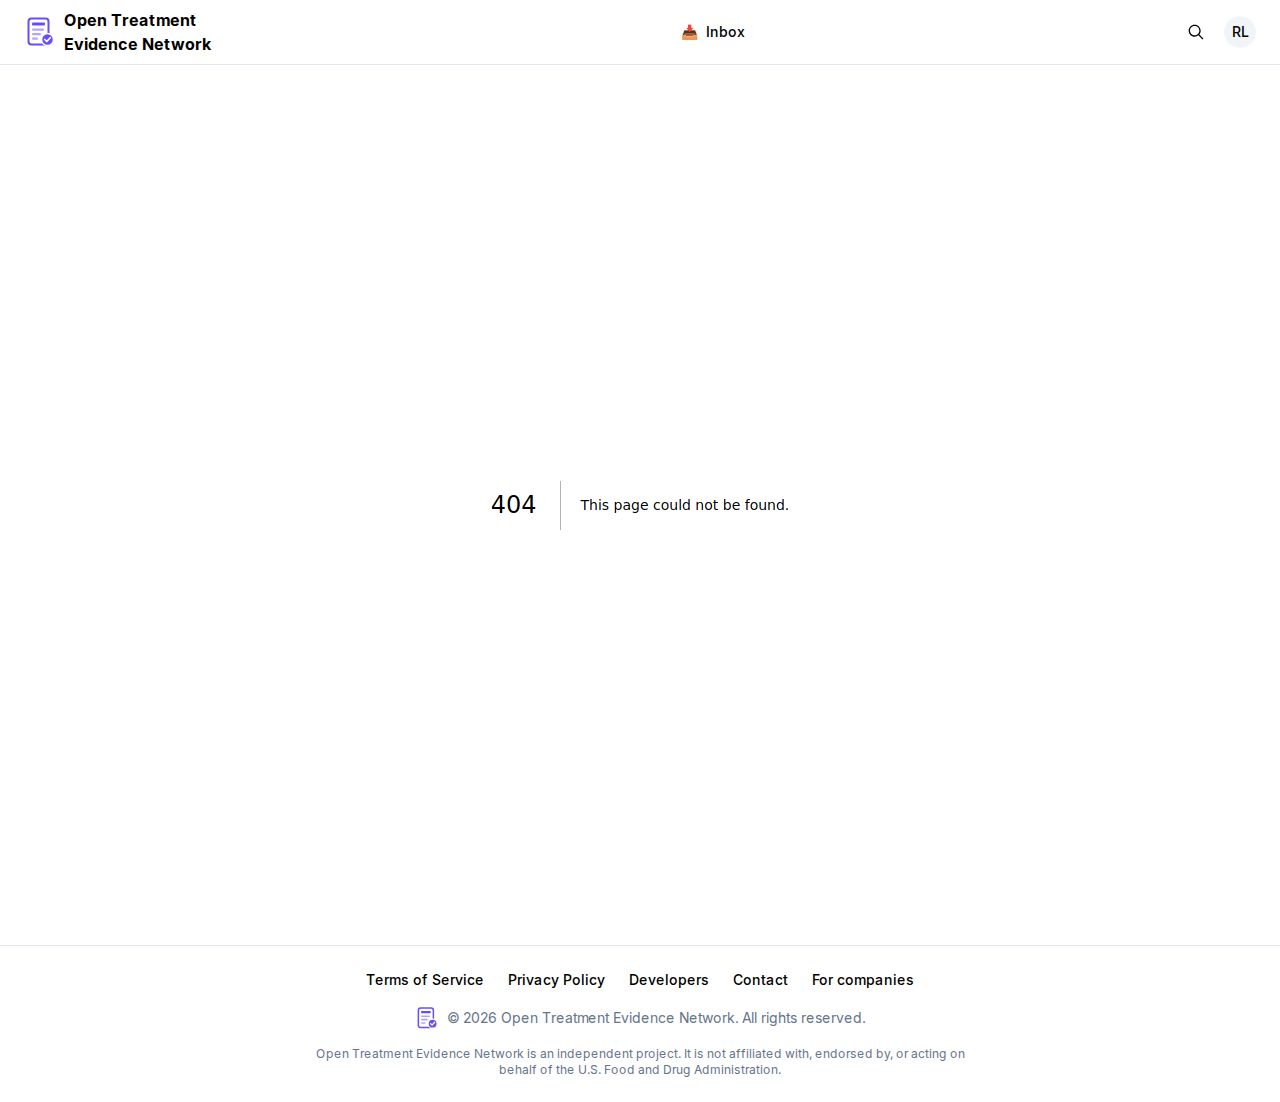 Open Treatment
Evidence Network
📥 Inbox
RL
404
This page could not be found.
Terms of Service
Privacy Policy
Developers
Contact
For companies
© 2026 Open Treatment Evidence Network. All rights reserved.
Open Treatment Evidence Network is an independent project. It is not affiliated with, endorsed by, or acting on
behalf of the U.S. Food and Drug Administration.